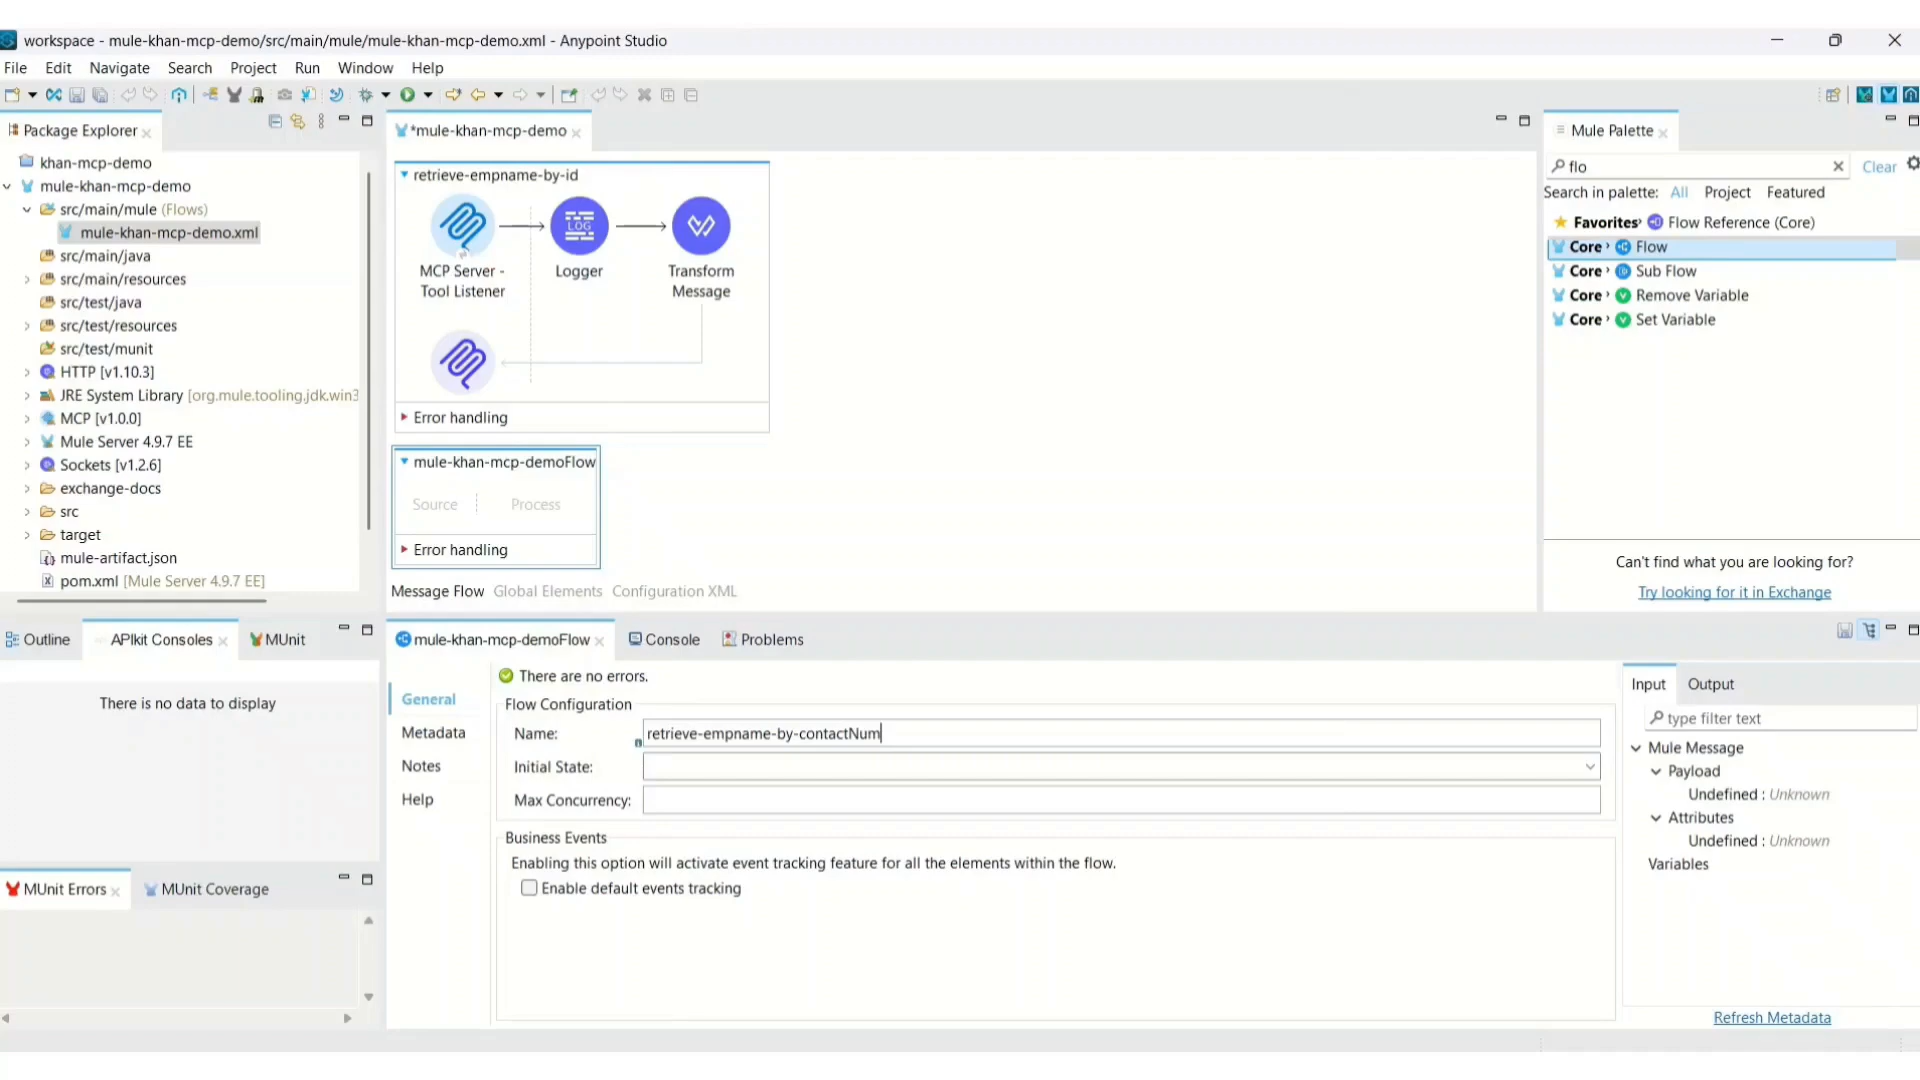 workspace - mule-khan-mcp-demo/src/main/mule/mule-khan-mcp-demo.xml - Anypoint Studio
File Edit Navigate Search Project Run Window Help
Package Explorer
khan-mcp-demo
mule-khan-mcp-demo
src/main/mule (Flows)
mule-khan-mcp-demo.xml
src/main/java
src/main/resources
src/test/java
src/test/resources
src/test/munit
HTTP [v1.10.3]
JRE System Library [org.mule.tooling.jdk.win3
MCP [v1.0.0]
Mule Server 4.9.7 EE
Sockets [v1.2.6]
exchange-docs
src
target
mule-artifact.json
pom.xml [Mule Server 4.9.7 EE]
*mule-khan-mcp-demo
retrieve-empname-by-id
LOG
MCP Server -
Tool Listener
Logger
Transform
Message
Error handling
mule-khan-mcp-demoFlow
Source Process
Error handling
Message Flow Global Elements Configuration XML
Mule Palette
flo
Clear
Search in palette: All Project Featured
Favorites Flow Reference (Core)
Core Flow
Core Sub Flow
Core Remove Variable
Core Set Variable
Can't find what you are looking for?
Try looking for it in Exchange
Outline APIkit Consoles MUnit
There is no data to display
MUnit Errors MUnit Coverage
mule-khan-mcp-demoFlow Console Problems
General
Metadata
Notes
Help
There are no errors.
Flow Configuration
Name: retrieve-empname-by-contactNum
Initial State:
Max Concurrency:
Business Events
Enabling this option will activate event tracking feature for all the elements within the flow.
Enable default events tracking
Input Output
type filter text
Mule Message
Payload
Undefined : Unknown
Attributes
Undefined : Unknown
Variables
Refresh Metadata